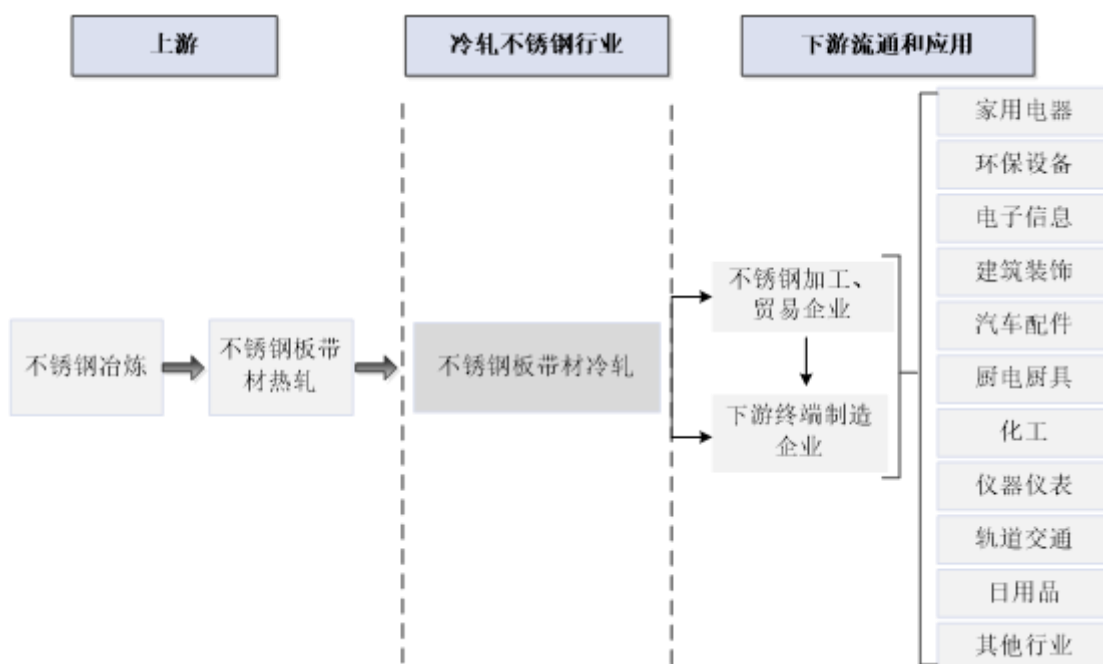 上游
冷轧不锈钢行业
下游流通和应用
不锈钢冶炼
不锈钢板带
材热轧
不锈钢板带材冷轧
不锈钢加工、
贸易企业
下游终端制造
企业
家用电器
环保设备
电子信息
建筑装饰
汽车配件
厨电厨具
化工
仪器仪表
轨道交通
日用品
其他行业